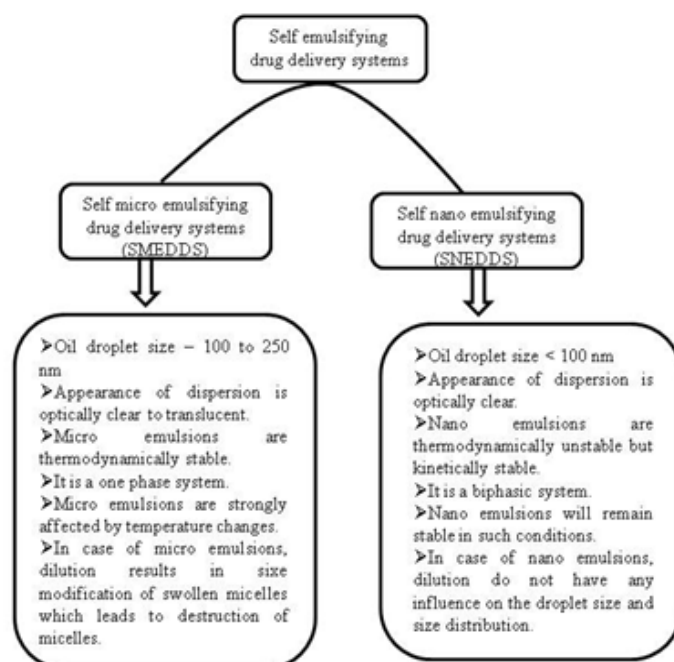 Self emulsifying
drug delivery systems
Self micro emulsifying
drug delivery systems
(SMEDDS)
Self nano emulsifying
drug delivery systems
(SNEDDS)
➢Oil droplet size – 100 to 250
nm
➢Appearance of dispersion is
optically clear to translucent.
➢Micro emulsions are
thermodynamically stable.
➢It is a one phase system.
➢Micro emulsions are strongly
affected by temperature changes.
➢In case of micro emulsions,
dilution results in size
modification of swollen micelles
which leads to destruction of
micelles.
➢Oil droplet size < 100 nm
➢Appearance of dispersion is
optically clear.
➢Nano emulsions are
thermodynamically unstable but
kinetically stable.
➢It is a biphasic system.
➢Nano emulsions will remain
stable in such conditions.
➢In case of nano emulsions,
dilution do not have any
influence on the droplet size and
size distribution.